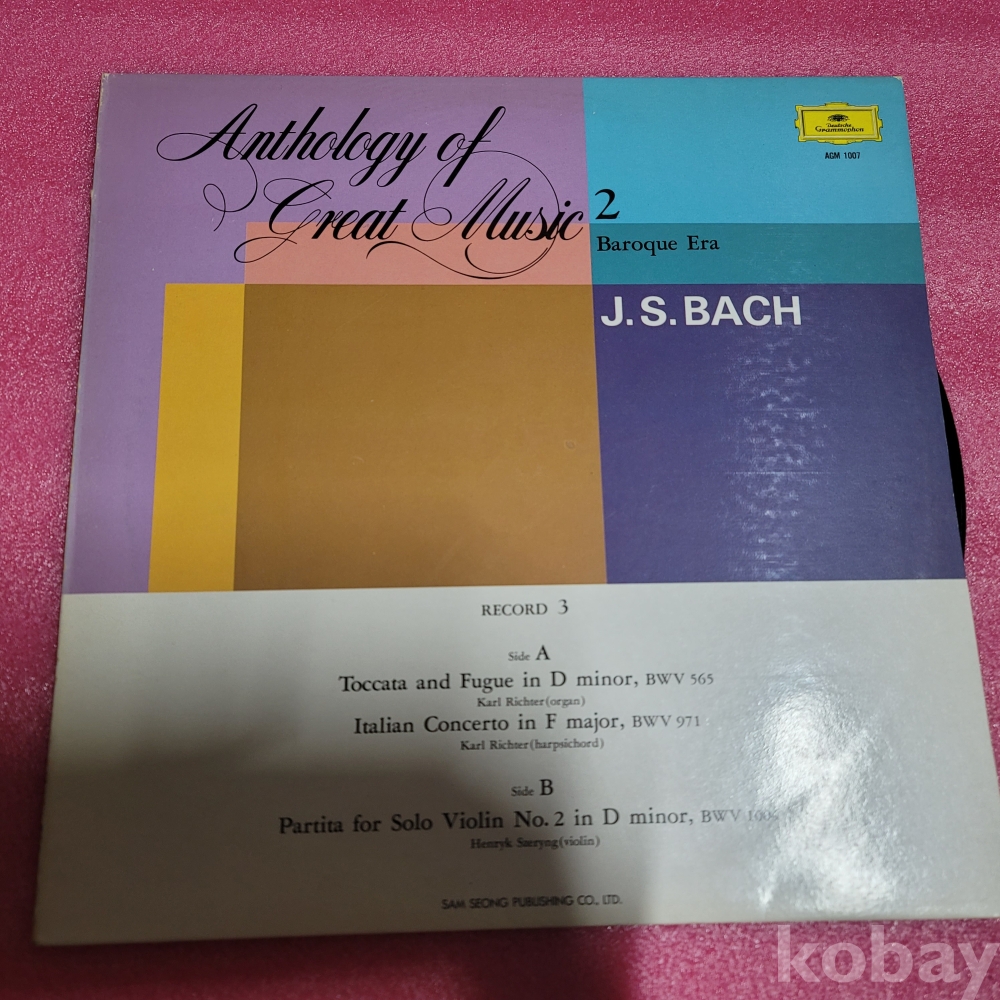 Anthology of
Great Music 2
Baroque Era
J.S.BACH
Deutsche
Grammophon
AGM 1007
RECORD 3
Side A
Toccata and Fugue in D minor, BWV 565
Karl Richter (organ)
Italian Concerto in F major, BWV 971
Karl Richter (harpsichord)
Side B
Partita for Solo Violin No. 2 in D minor, BWV
Henryk Szeryng (violin)
SAM SEONG PUBLISHING CO., LTD.
kobay